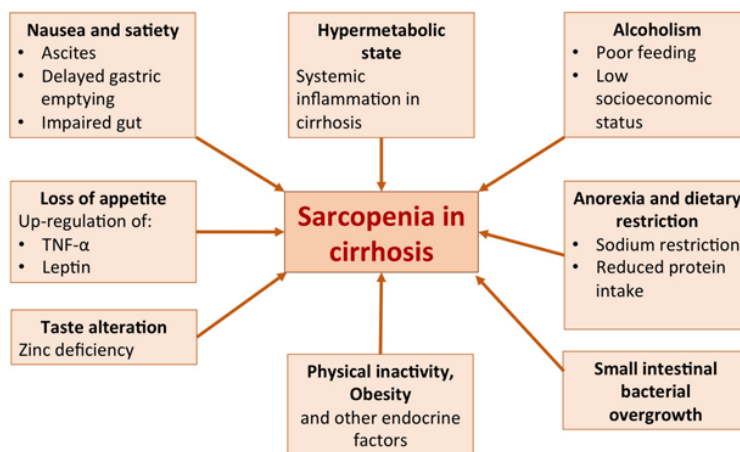 Nausea and satiety
• Ascites
• Delayed gastric
emptying
• Impaired gut
Hypermetabolic
state
Systemic
inflammation in
cirrhosis
Alcoholism
• Poor feeding
• Low
socioeconomic
status
Loss of appetite
Up-regulation of:
• TNF-α
• Leptin
Sarcopenia in
cirrhosis
Anorexia and dietary
restriction
• Sodium restriction
• Reduced protein
intake
Taste alteration
Zinc deficiency
Physical inactivity,
Obesity
and other endocrine
factors
Small intestinal
bacterial
overgrowth